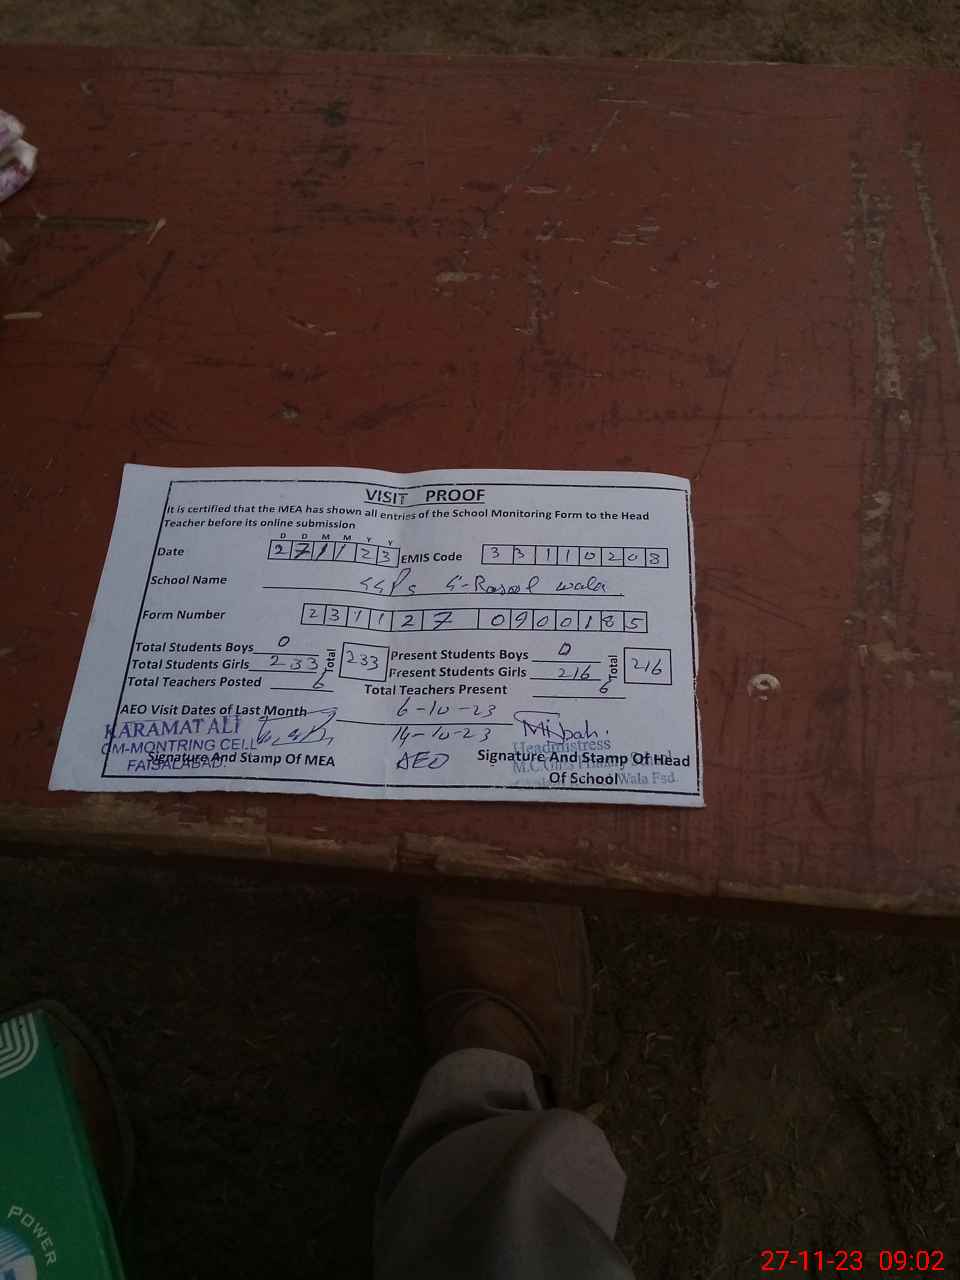 VISIT PROOF
It is certified that the MEA has shown all entries of the School Monitoring Form to the Head
Teacher before its online submission
D D M M Y Y
Date 2 7 1 1 2 3 EMIS Code 3 3 1 1 0 2 0 8
School Name wala
Form Number 2 3 1 1 2 7 0 9 0 0 1 8 5
Total Students Boys 0 Total 233 Present Students Boys 0 Total 216
Total Students Girls 233 Present Students Girls 216
Total Teachers Posted 6 Total Teachers Present 6
AEO Visit Dates of Last Month 6-10-23
14-10-23
KARAMAT ALI
CM-MONTRING CELL
FAISALABAD.
Signature And Stamp Of MEA
AEO
Misbah.
Headmistress
Signature And Stamp Of Head
Of School
Wala Fsd.
POWER
27-11-23 09:02